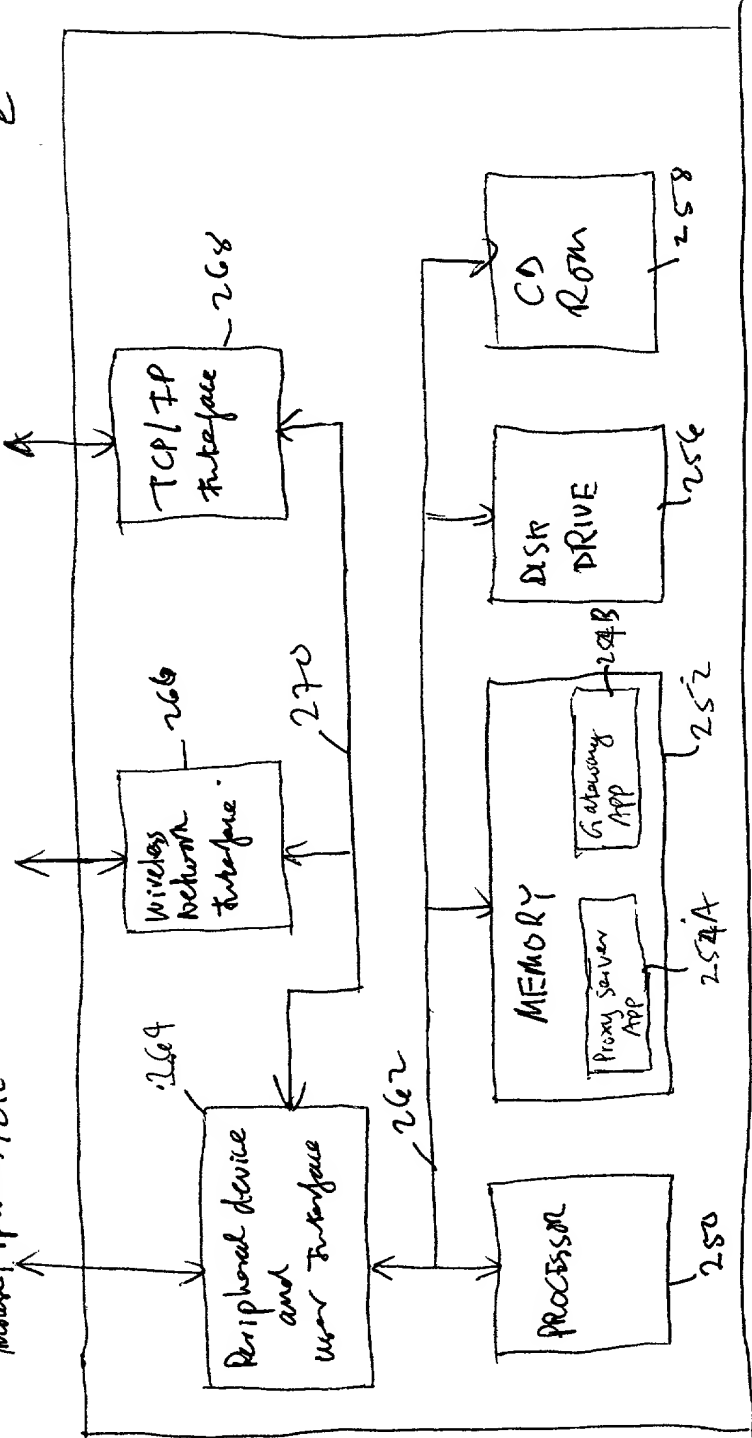 Peripheral device
and
user Interface
264
Wireless
Network
Interface.
266
TCP/IP
Interface
268
270
262
PROCESSOR
250
MEMORY
Proxy Server
App
254A
Gateway
App
254B
252
DISK
DRIVE
256
CD
Rom
258